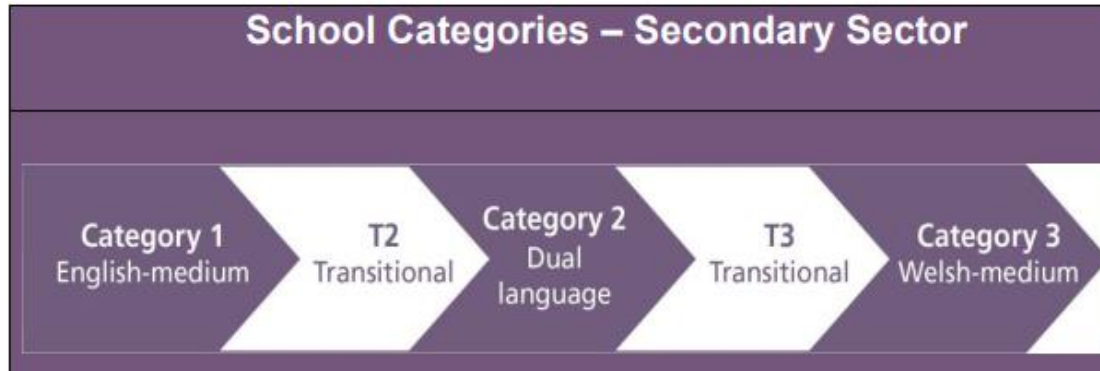 School Categories – Secondary Sector
Category 1
English-medium
T2
Transitional
Category 2
Dual
language
T3
Transitional
Category 3
Welsh-medium